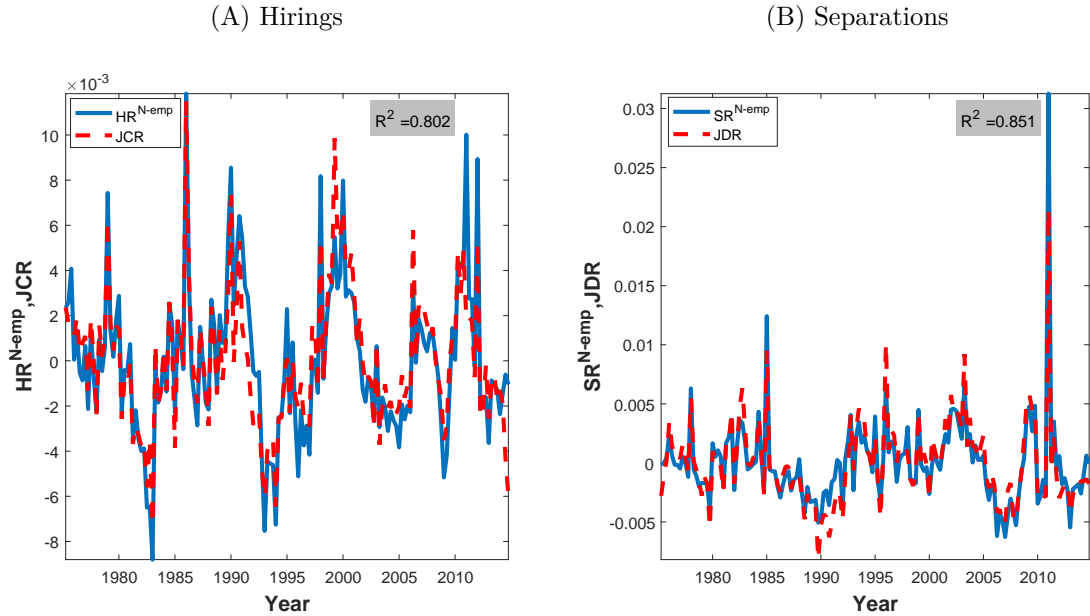 (A) Hirings
(B) Separations
×10⁻³
HR^N-emp
JCR
R² =0.802
10
8
6
4
2
0
-2
-4
-6
-8
HR^N-emp,JCR
1980 1985 1990 1995 2000 2005 2010
Year
SR^N-emp
JDR
R² =0.851
0.03
0.025
0.02
0.015
0.01
0.005
0
-0.005
SR^N-emp,JDR
1980 1985 1990 1995 2000 2005 2010
Year